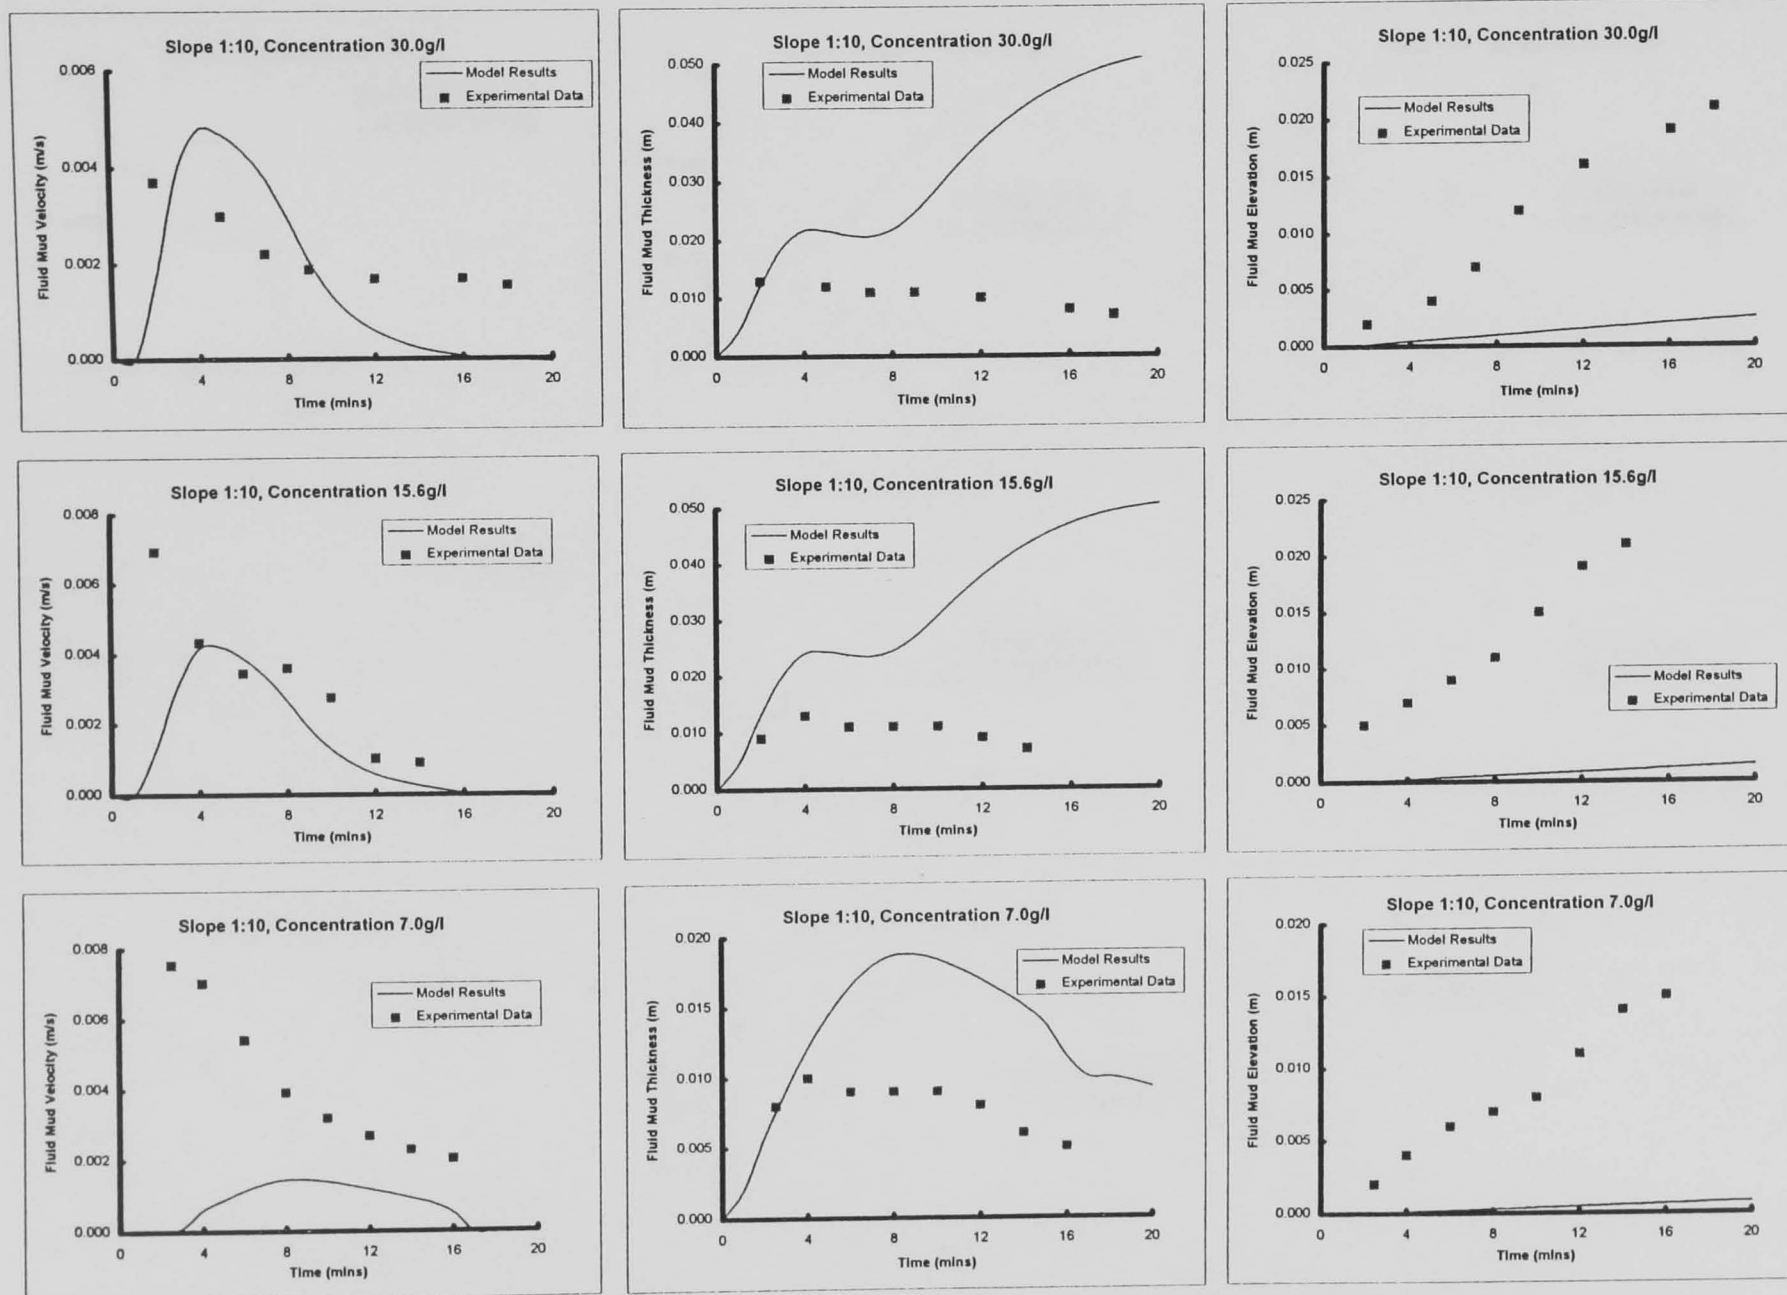 Slope 1:10, Concentration 30.0g/l
Model Results
Experimental Data
Fluid Mud Velocity (m/s)
0.006
0.004
0.002
0.000
0 4 8 12 16 20
Time (mins)
Slope 1:10, Concentration 30.0g/l
Model Results
Experimental Data
Fluid Mud Thickness (m)
0.050
0.040
0.030
0.020
0.010
0.000
0 4 8 12 16 20
Time (mins)
Slope 1:10, Concentration 30.0g/l
Model Results
Experimental Data
Fluid Mud Elevation (m)
0.025
0.020
0.015
0.010
0.005
0.000
0 4 8 12 16 20
Time (mins)
Slope 1:10, Concentration 15.6g/l
Model Results
Experimental Data
Fluid Mud Velocity (m/s)
0.008
0.006
0.004
0.002
0.000
0 4 8 12 16 20
Time (mins)
Slope 1:10, Concentration 15.6g/l
Model Results
Experimental Data
Fluid Mud Thickness (m)
0.050
0.040
0.030
0.020
0.010
0.000
0 4 8 12 16 20
Time (mins)
Slope 1:10, Concentration 15.6g/l
Model Results
Experimental Data
Fluid Mud Elevation (m)
0.025
0.020
0.015
0.010
0.005
0.000
0 4 8 12 16 20
Time (mins)
Slope 1:10, Concentration 7.0g/l
Model Results
Experimental Data
Fluid Mud Velocity (m/s)
0.008
0.006
0.004
0.002
0.000
0 4 8 12 16 20
Time (mins)
Slope 1:10, Concentration 7.0g/l
Model Results
Experimental Data
Fluid Mud Thickness (m)
0.020
0.015
0.010
0.005
0.000
0 4 8 12 16 20
Time (mins)
Slope 1:10, Concentration 7.0g/l
Model Results
Experimental Data
Fluid Mud Elevation (m)
0.020
0.015
0.010
0.005
0.000
0 4 8 12 16 20
Time (mins)